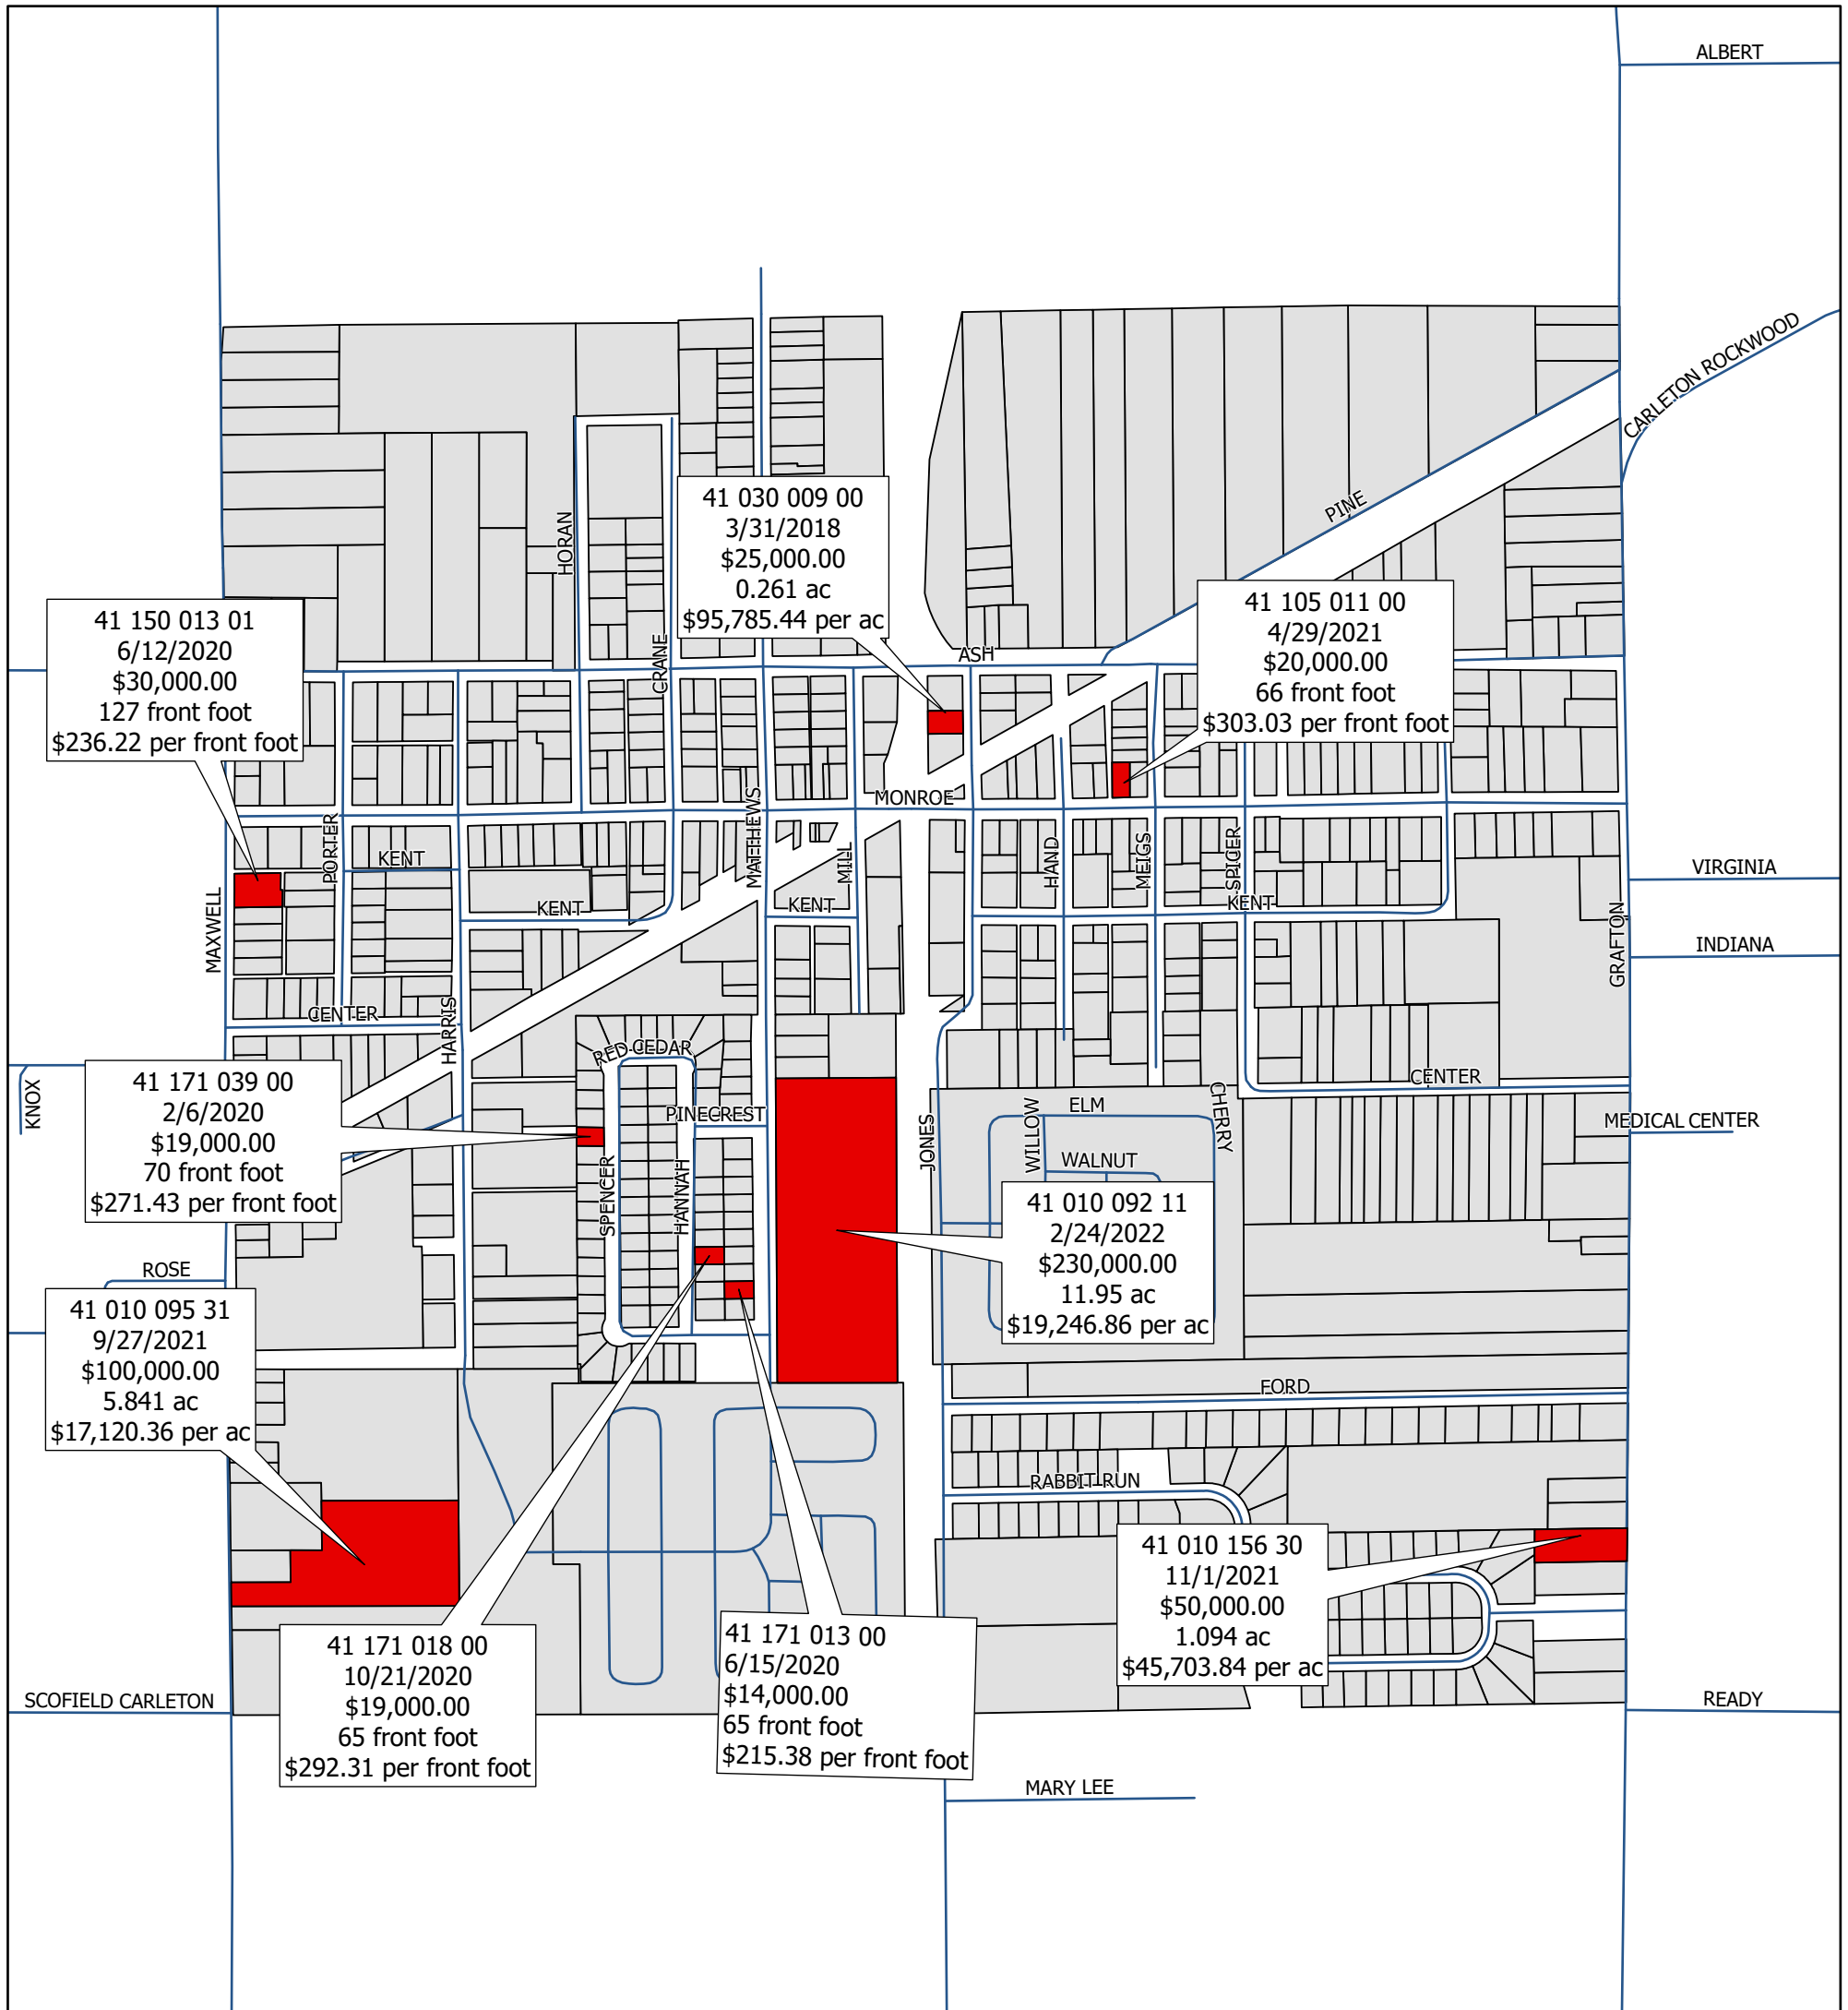 ALBERT
CARLETON ROCKWOOD
PINE
HORAN
41 030 009 00
3/31/2018
$25,000.00
0.261 ac
$95,785.44 per ac
41 105 011 00
4/29/2021
$20,000.00
66 front foot
$303.03 per front foot
41 150 013 01
6/12/2020
$30,000.00
127 front foot
$236.22 per front foot
CRANE
ASH
MONROE
MATTHEWS
PORTER
KENT
MILL
HAND
MEIGS
SPICER
VIRGINIA
MAXWELL
KENT
KENT
KENT
GRAFTON
INDIANA
CENTER
HARRIS
RED CEDAR
KNOX
41 171 039 00
2/6/2020
$19,000.00
70 front foot
$271.43 per front foot
PINECREST
JONES
WILLOW
ELM
CHERRY
CENTER
MEDICAL CENTER
WALNUT
SPENCER
HANNAH
41 010 092 11
2/24/2022
$230,000.00
11.95 ac
$19,246.86 per ac
ROSE
41 010 095 31
9/27/2021
$100,000.00
5.841 ac
$17,120.36 per ac
FORD
RABBIT RUN
41 010 156 30
11/1/2021
$50,000.00
1.094 ac
$45,703.84 per ac
41 171 018 00
10/21/2020
$19,000.00
65 front foot
$292.31 per front foot
41 171 013 00
6/15/2020
$14,000.00
65 front foot
$215.38 per front foot
SCOFIELD CARLETON
READY
MARY LEE